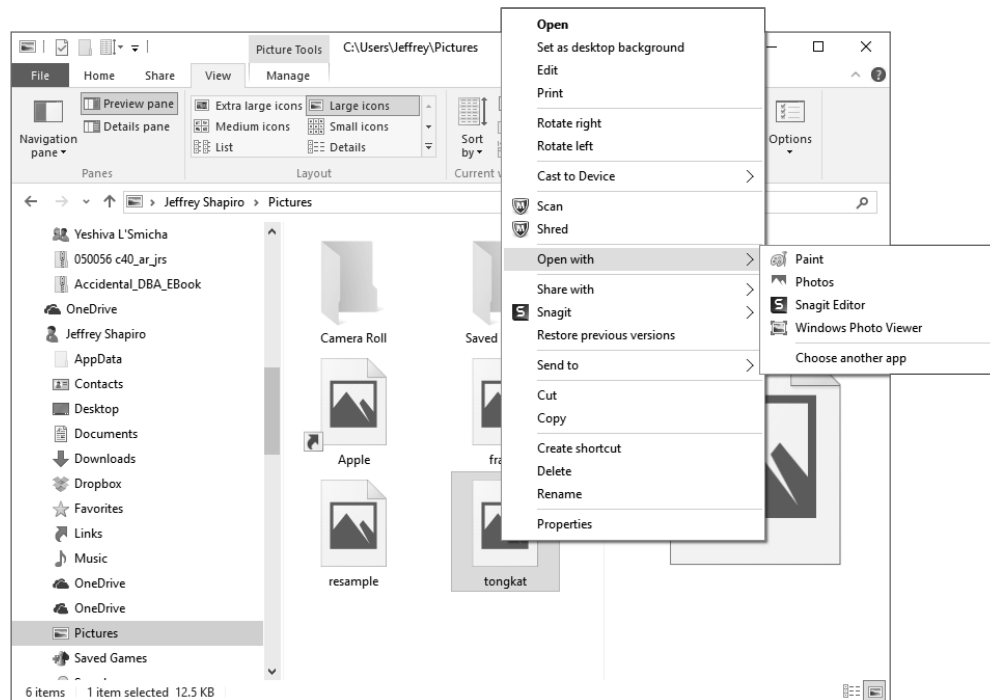 Picture Tools
C:\Users\Jeffrey\Pictures
File
Home
Share
View
Manage
Navigation
pane
Preview pane
Details pane
Panes
Extra large icons
Large icons
Medium icons
Small icons
List
Details
Layout
Sort
by
Current
Options
Jeffrey Shapiro > Pictures
Yeshiva L'Smicha
050056 c40_ar_jrs
Accidental_DBA_EBook
OneDrive
Jeffrey Shapiro
AppData
Contacts
Desktop
Documents
Downloads
Dropbox
Favorites
Links
Music
OneDrive
OneDrive
Pictures
Saved Games
Camera Roll
Saved
Apple
resample
tongkat
Open
Set as desktop background
Edit
Print
Rotate right
Rotate left
Cast to Device
Scan
Shred
Open with
Share with
Snagit
Restore previous versions
Send to
Cut
Copy
Create shortcut
Delete
Rename
Properties
Paint
Photos
Snagit Editor
Windows Photo Viewer
Choose another app
6 items
1 item selected 12.5 KB